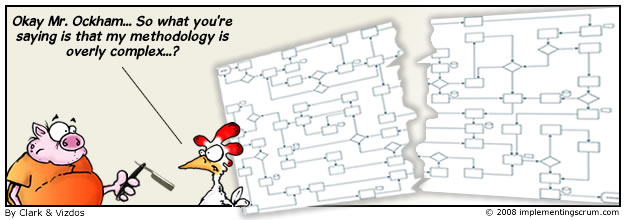 Okay Mr. Ockham... So what you're
saying is that my methodology is
overly complex...?
By Clark & Vizdos
© 2008 implementingscrum.com